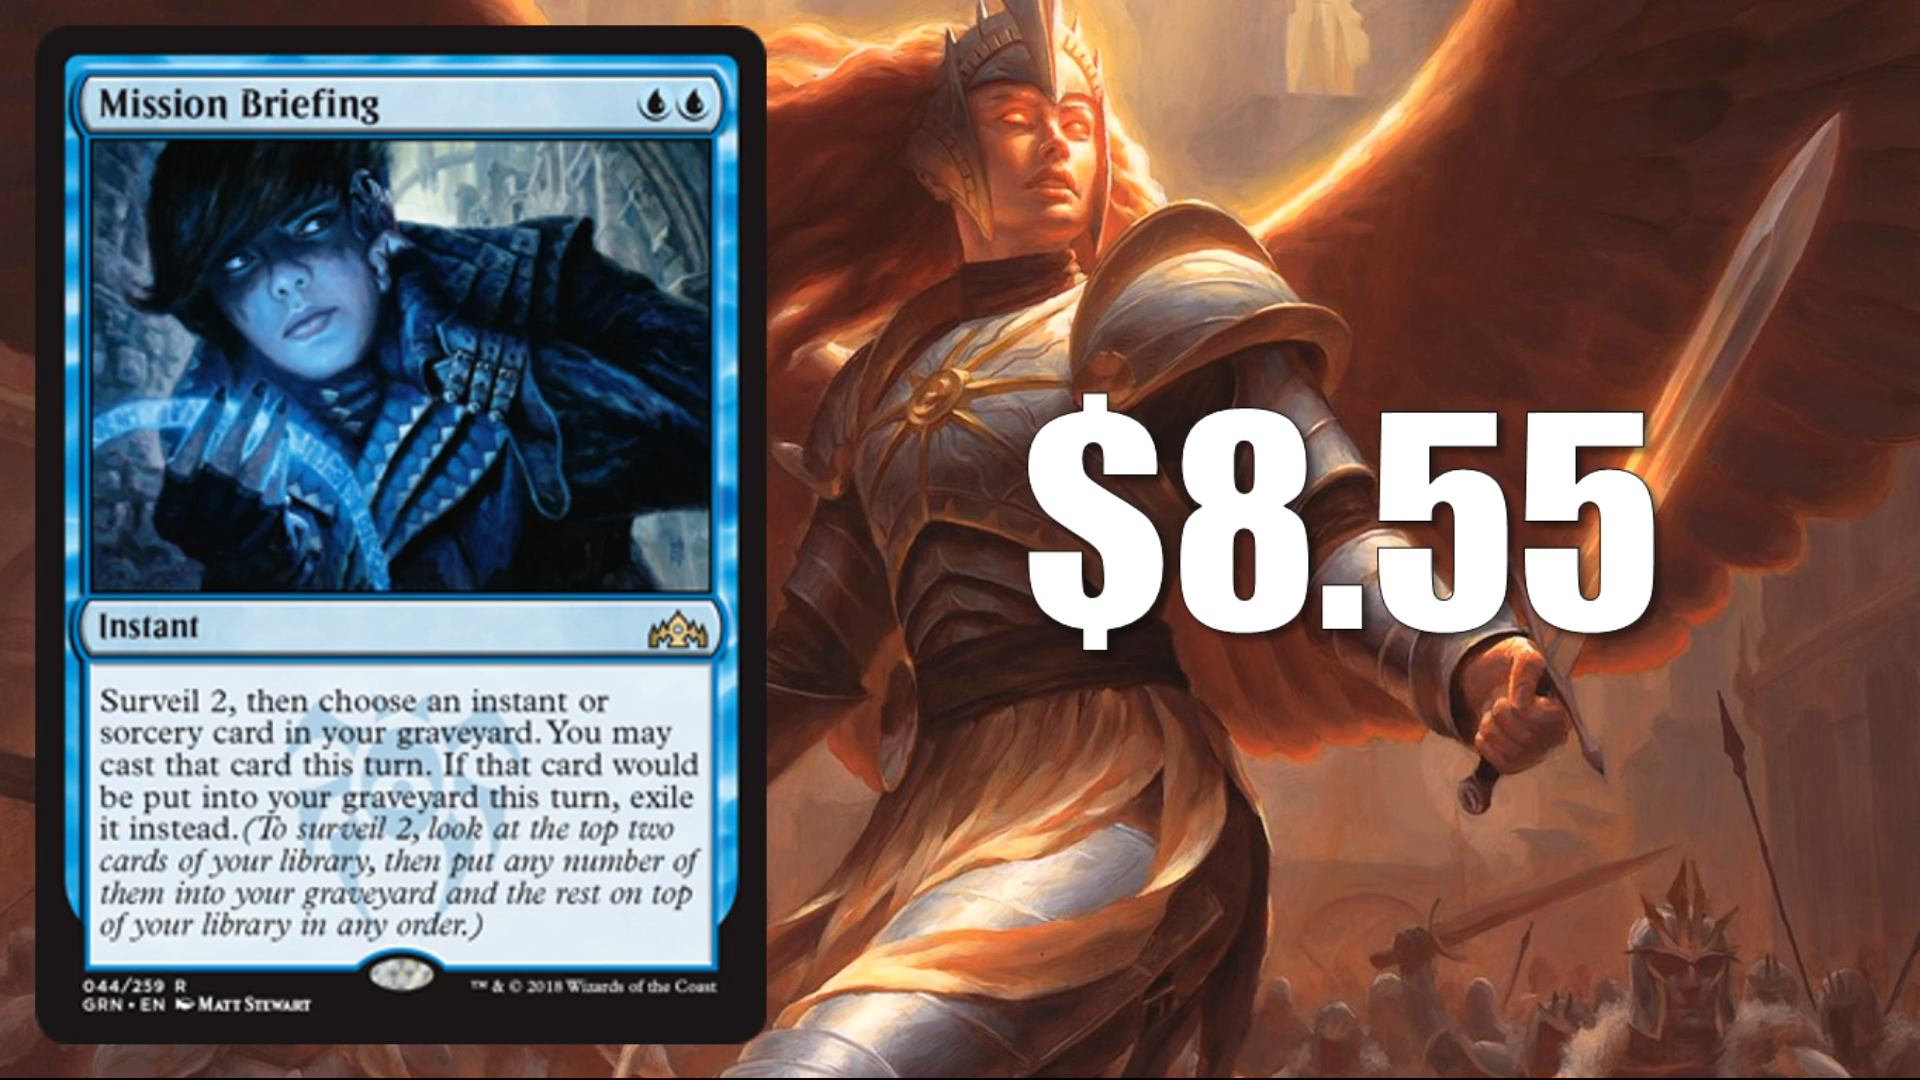 Mission Briefing
$8.55
Instant
Surveil 2, then choose an instant or
sorcery card in your graveyard. You may
cast that card this turn. If that card would
be put into your graveyard this turn, exile
it instead. (To surveil 2, look at the top two
cards of your library, then put any number of
them into your graveyard and the rest on top
of your library in any order.)
044/259 R
GRN • EN MATT STEWART
™ & © 2018 Wizards of the Coast